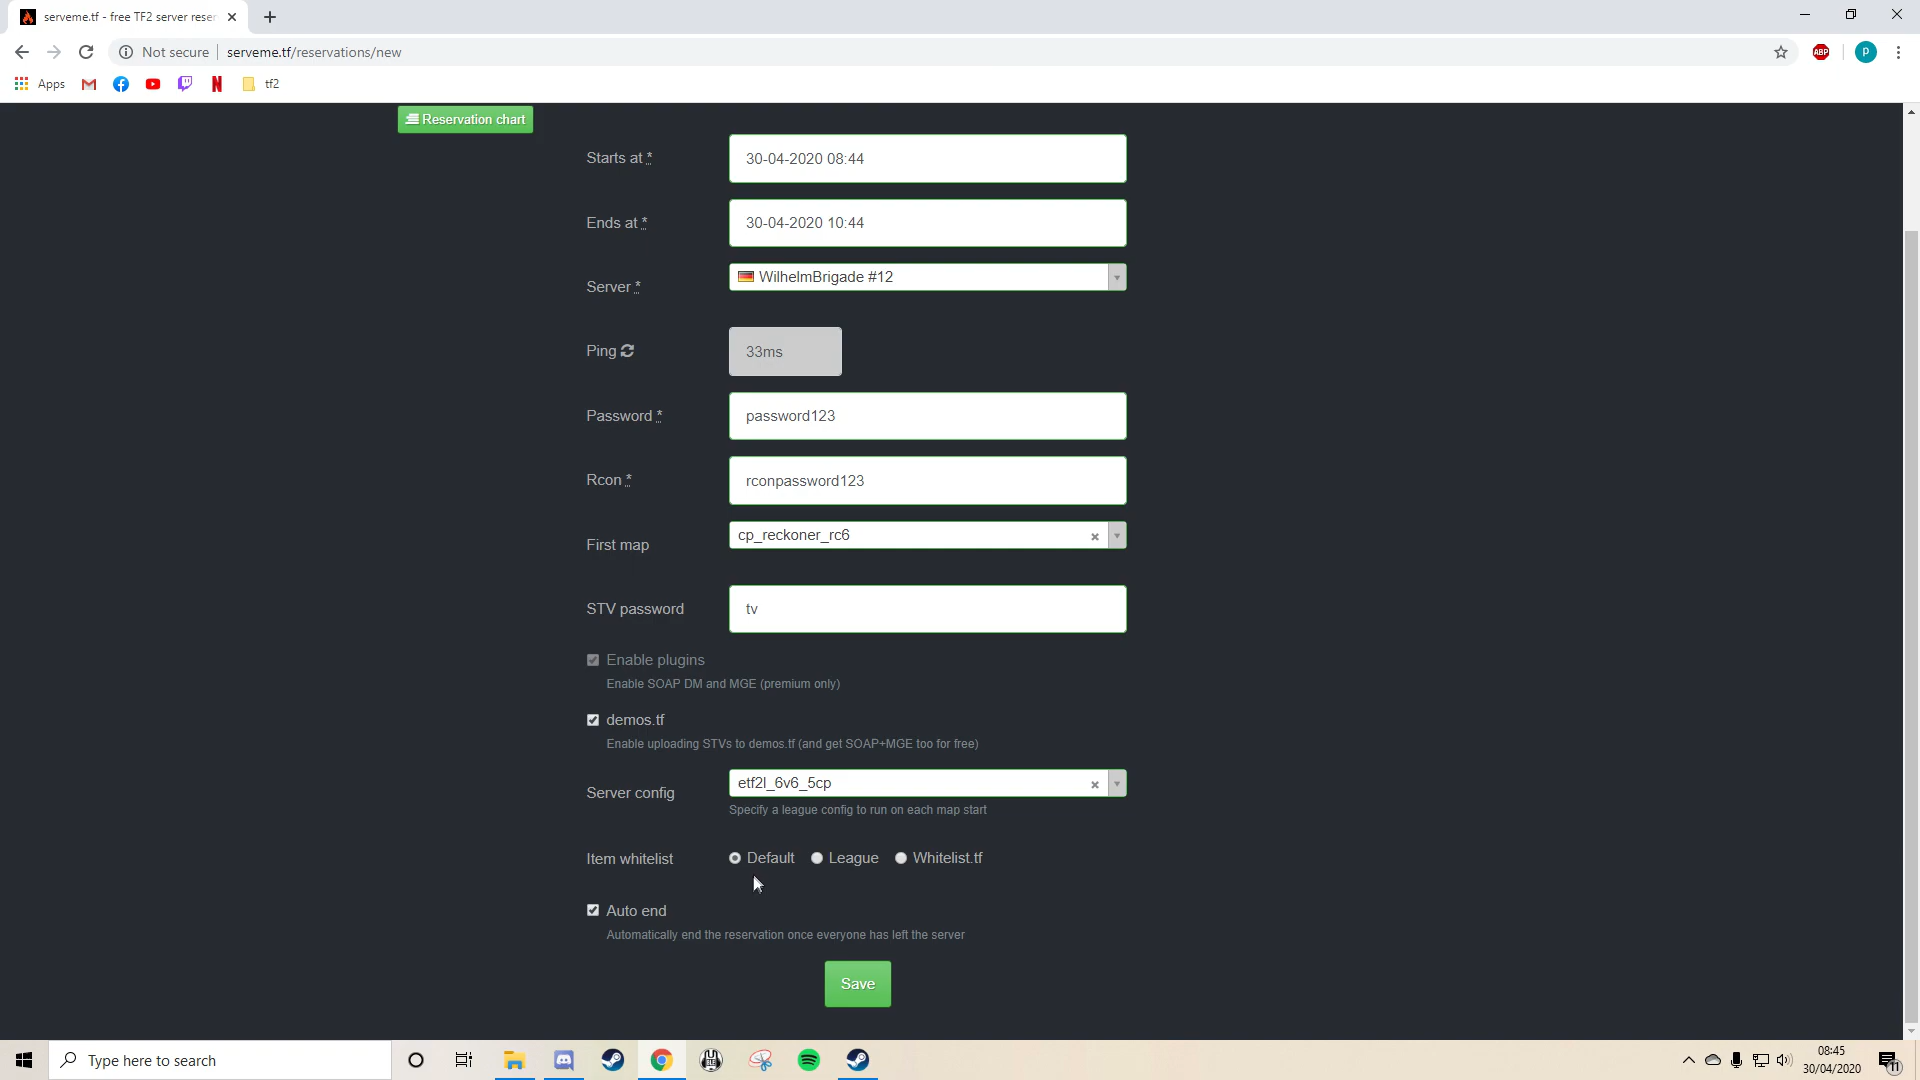 serveme.tf - free TF2 server reser
Not secure
serveme.tf/reservations/new
ABP
P
Apps
tf2
Reservation chart
Starts at *
30-04-2020 08:44
Ends at *
30-04-2020 10:44
Server *
WilhelmBrigade #12
Ping
33ms
Password *
password123
Rcon *
rconpassword123
First map
cp_reckoner_rc6
STV password
tv
Enable plugins
Enable SOAP DM and MGE (premium only)
demos.tf
Enable uploading STVs to demos.tf (and get SOAP+MGE too for free)
Server config
etf2l_6v6_5cp
Specify a league config to run on each map start
Item whitelist
Default League Whitelist.tf
Auto end
Automatically end the reservation once everyone has left the server
Save
Type here to search
08:45
30/04/2020
11